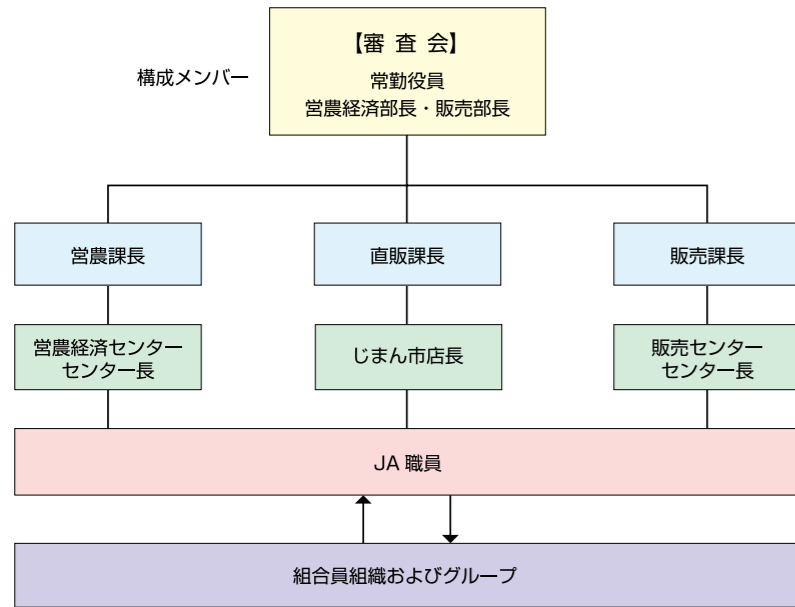 【審 査 会】
構成メンバー
常勤役員
営農経済部長・販売部長
営農課長
直販課長
販売課長
営農経済センター
センター長
じまん市店長
販売センター
センター長
JA 職員
組合員組織およびグループ